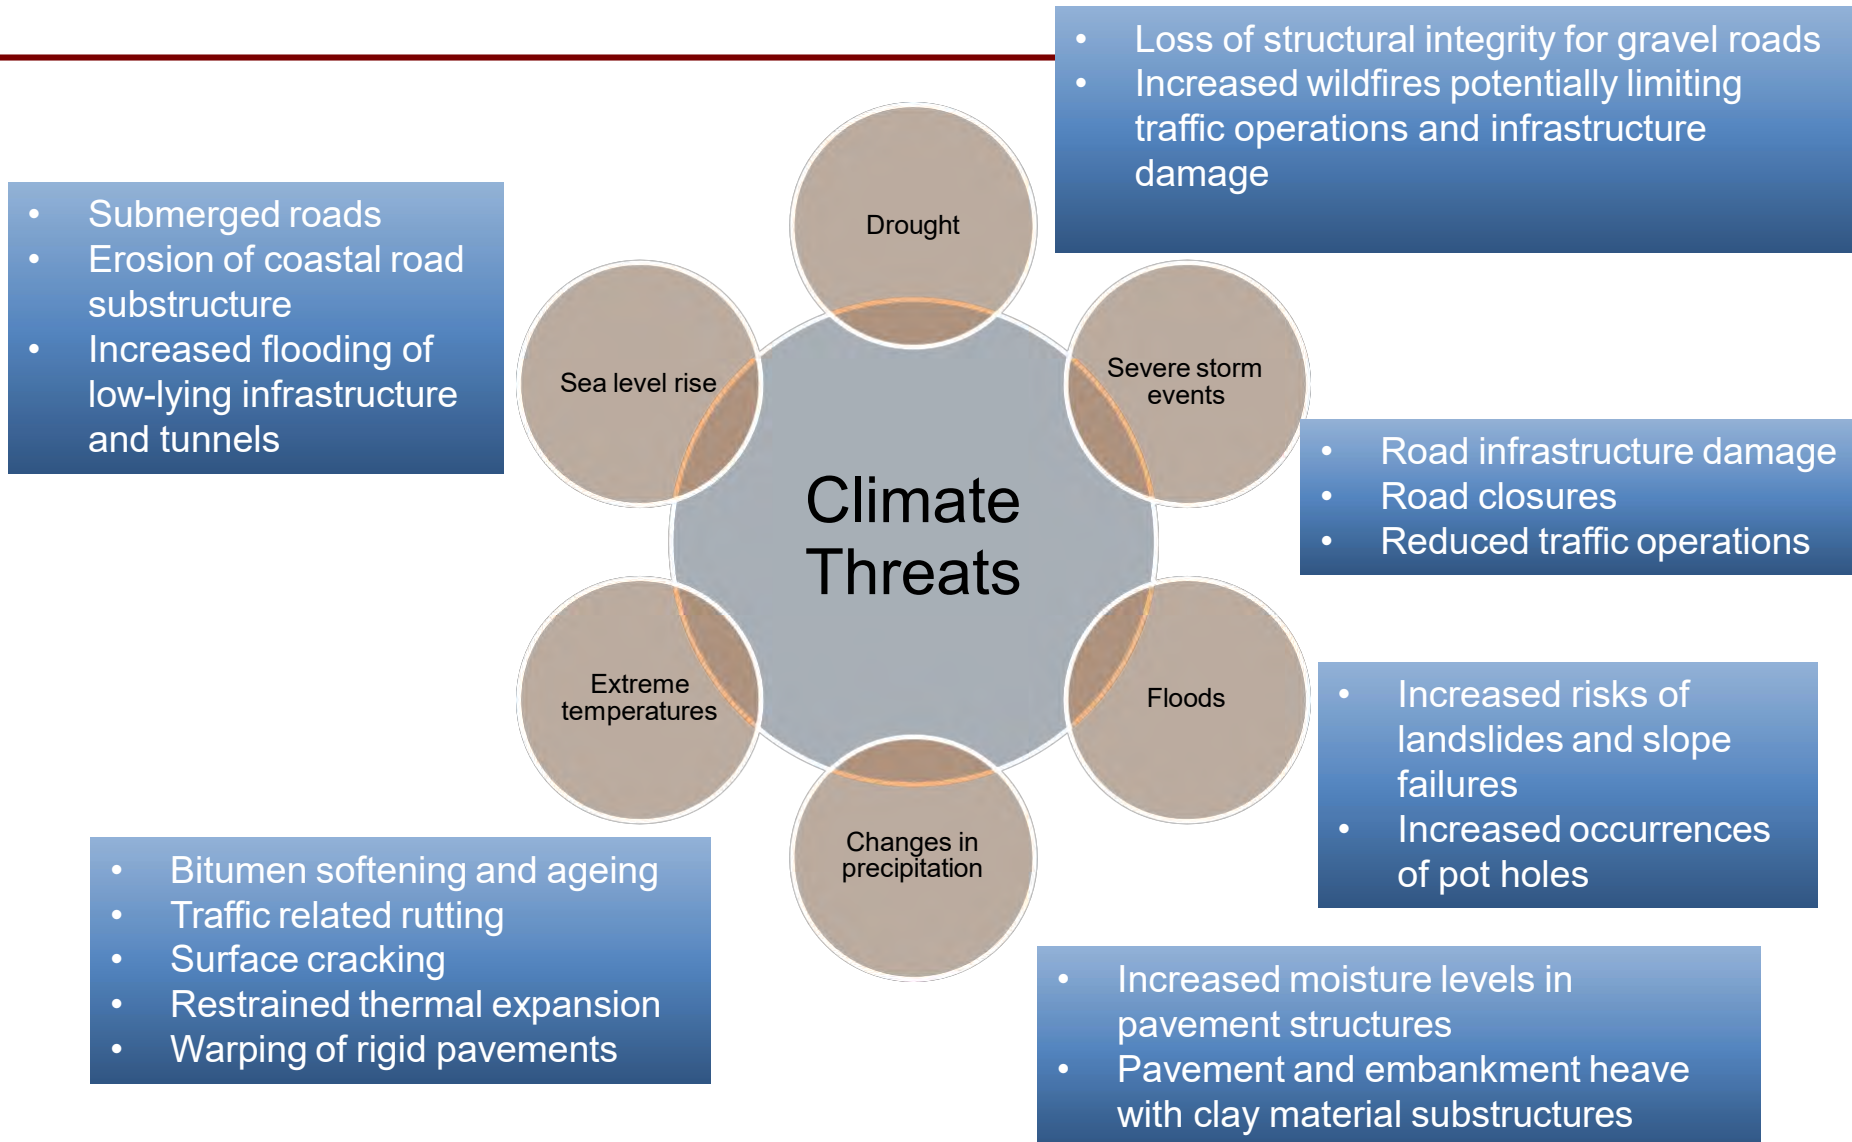 • Loss of structural integrity for gravel roads
• Increased wildfires potentially limiting
traffic operations and infrastructure
damage
• Submerged roads
• Erosion of coastal road
substructure
• Increased flooding of
low-lying infrastructure
and tunnels
Drought
Sea level rise
Severe storm
events
Climate
Threats
• Road infrastructure damage
• Road closures
• Reduced traffic operations
Extreme
temperatures
Floods
• Increased risks of
landslides and slope
failures
• Increased occurrences
of pot holes
Changes in
precipitation
• Bitumen softening and ageing
• Traffic related rutting
• Surface cracking
• Restrained thermal expansion
• Warping of rigid pavements
• Increased moisture levels in
pavement structures
• Pavement and embankment heave
with clay material substructures